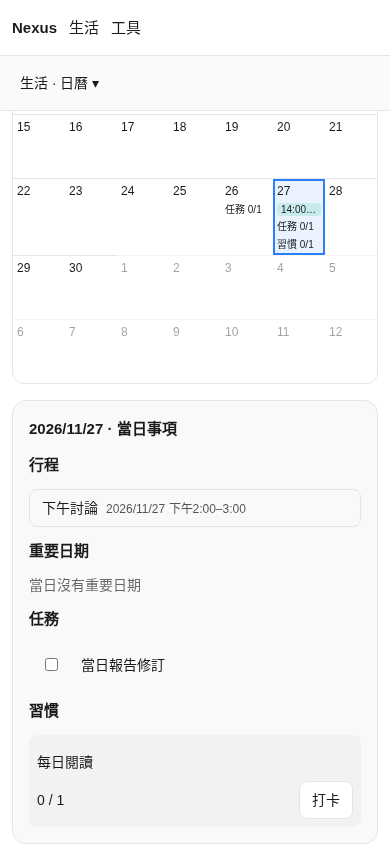 Nexus 生活 工具
生活 · 日曆 ▾
15 16 17 18 19 20 21
22 23 24 25 26 27 28
任務 0/1 14:00…
任務 0/1
習慣 0/1
29 30 1 2 3 4 5
6 7 8 9 10 11 12
2026/11/27 · 當日事項
行程
下午討論 2026/11/27 下午2:00–3:00
重要日期
當日沒有重要日期
任務
當日報告修訂
習慣
每日閱讀
0 / 1 打卡